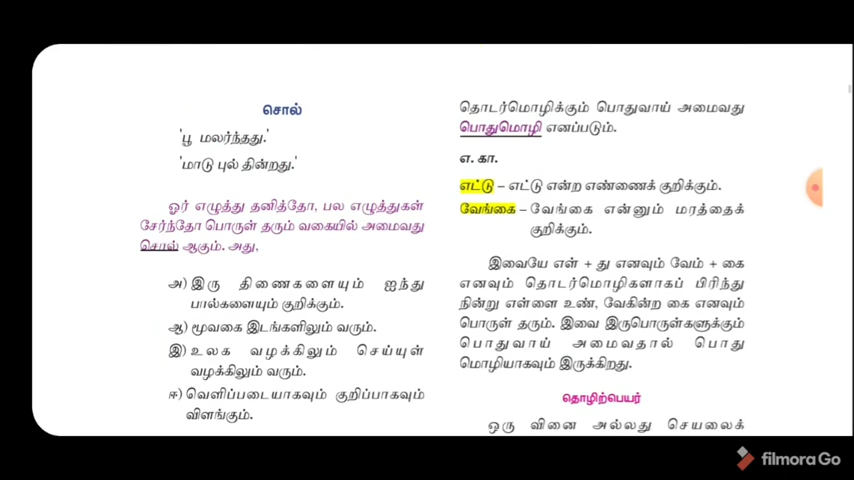 சொல்
'பூ மலர்ந்தது.'
'மாடு புல் தின்றது.'
ஓர் எழுத்து தனித்தோ, பல எழுத்துகள்
சேர்ந்தோ பொருள் தரும் வகையில் அமைவது
சொல் ஆகும். அது,
அ) இரு திணைகளையும் ஐந்து
பால்களையும் குறிக்கும்.
ஆ) மூவகை இடங்களிலும் வரும்.
இ) உலக வழக்கிலும் செய்யுள்
வழக்கிலும் வரும்.
ஈ) வெளிப்படையாகவும் குறிப்பாகவும்
விளங்கும்.
தொடர்மொழிக்கும் பொதுவாய் அமைவது
பொதுமொழி எனப்படும்.
எ. கா.
எட்டு – எட்டு என்ற எண்ணைக் குறிக்கும்.
வேங்கை – வேங்கை என்னும் மரத்தைக்
குறிக்கும்.
இவையே எள் + து எனவும் வேம் + கை
எனவும் தொடர்மொழிகளாகப் பிரிந்து
நின்று எள்ளை உண், வேகின்ற கை எனவும்
பொருள் தரும். இவை இருபொருள்களுக்கும்
பொதுவாய் அமைவதால் பொது
மொழியாகவும் இருக்கிறது.
தொழிற்பெயர்
ஒரு வினை அல்லது செயலைக்
filmora Go